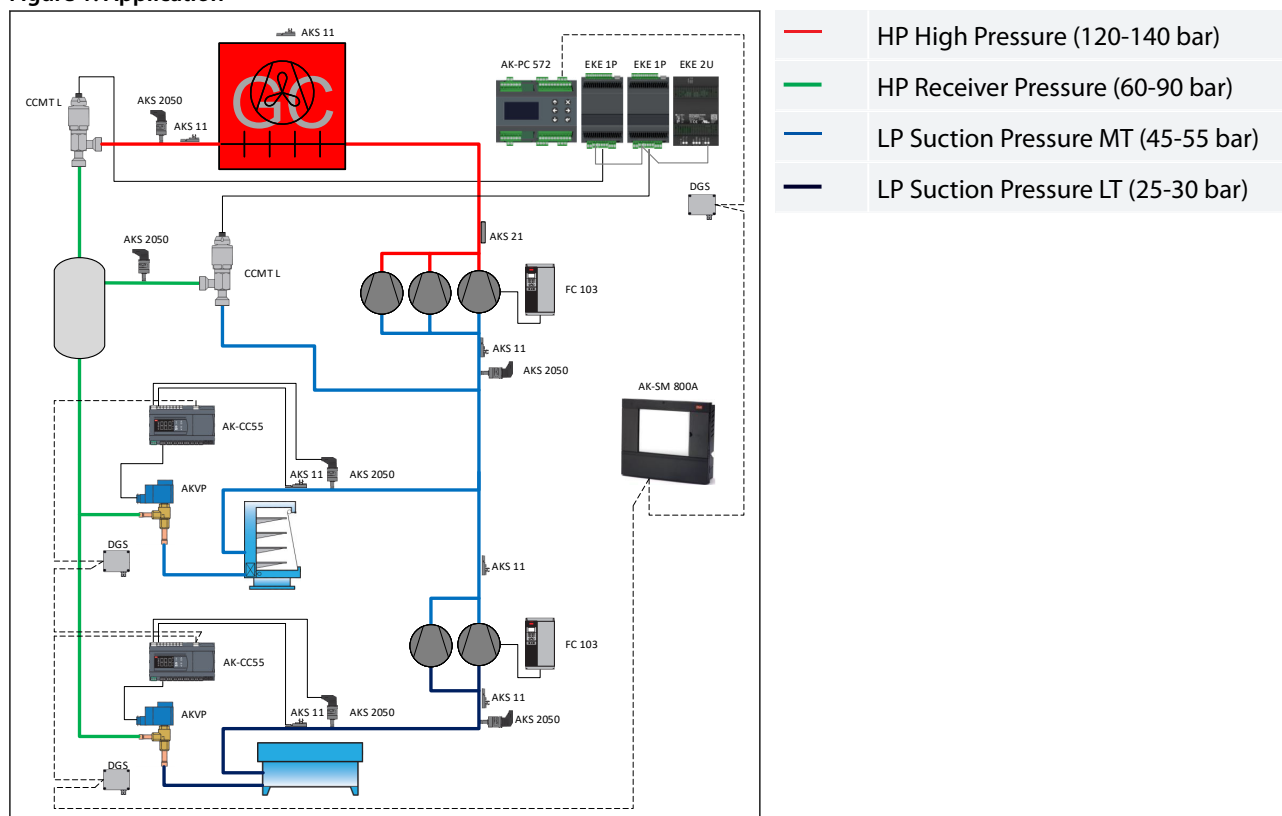 AKS 11
HP High Pressure (120-140 bar)
AK-PC 572
EKE 1P
EKE 1P
EKE 2U
HP Receiver Pressure (60-90 bar)
CCMT L
AKS 2050
GC
AKS 11
LP Suction Pressure MT (45-55 bar)
LP Suction Pressure LT (25-30 bar)
DGS
AKS 21
AKS 2050
CCMT L
FC 103
AKS 11
AKS 2050
AK-SM 800A
AK-CC55
AKS 11
AKS 2050
AKVP
DGS
AKS 11
FC 103
AK-CC55
AKS 11
AKVP
AKS 11
AKS 2050
AKS 2050
DGS